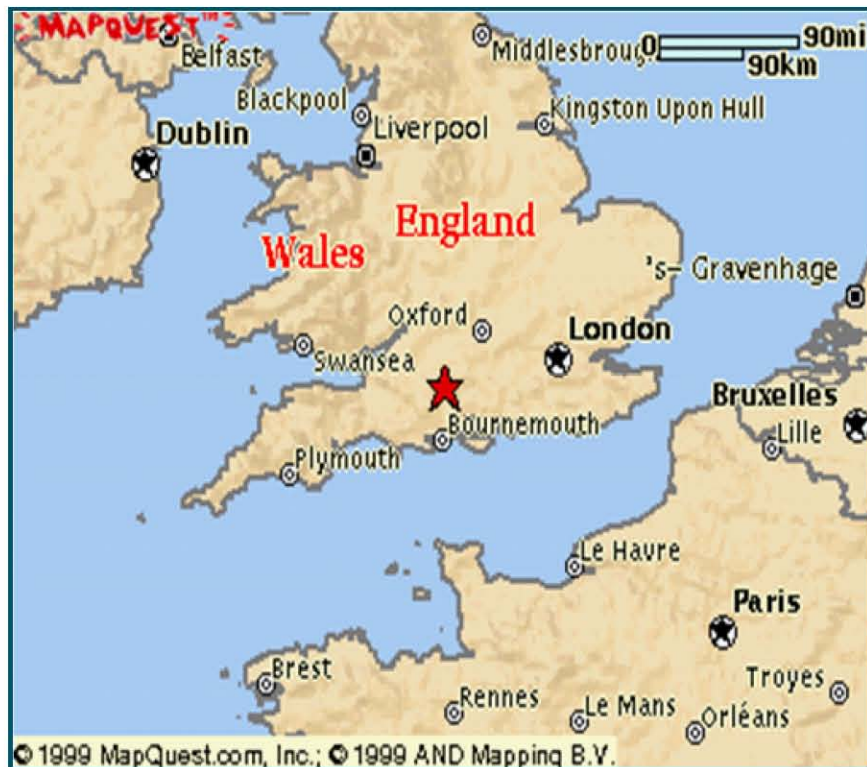 MAPQUEST™
Belfast
Middlesbroug
0 90mi
90km
Blackpool
Kingston Upon Hull
Dublin
Liverpool
England
Wales
's- Gravenhage
Oxford
London
Swansea
Bruxelles
Bournemouth
Lille
Plymouth
Le Havre
Paris
Brest
Troyes
Rennes
Le Mans
Orléans
© 1999 MapQuest.com, Inc.; © 1999 AND Mapping B.V.